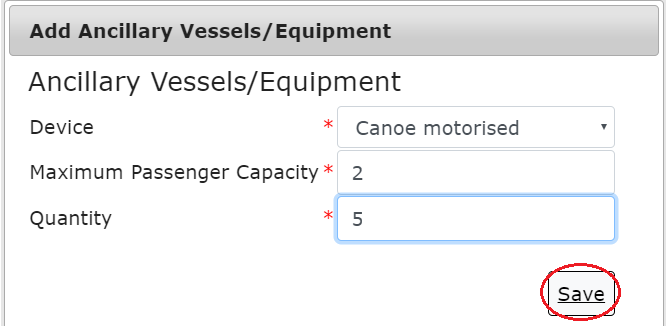 Add Ancillary Vessels/Equipment
Ancillary Vessels/Equipment
Device * Canoe motorised
Maximum Passenger Capacity * 2
Quantity * 5
Save